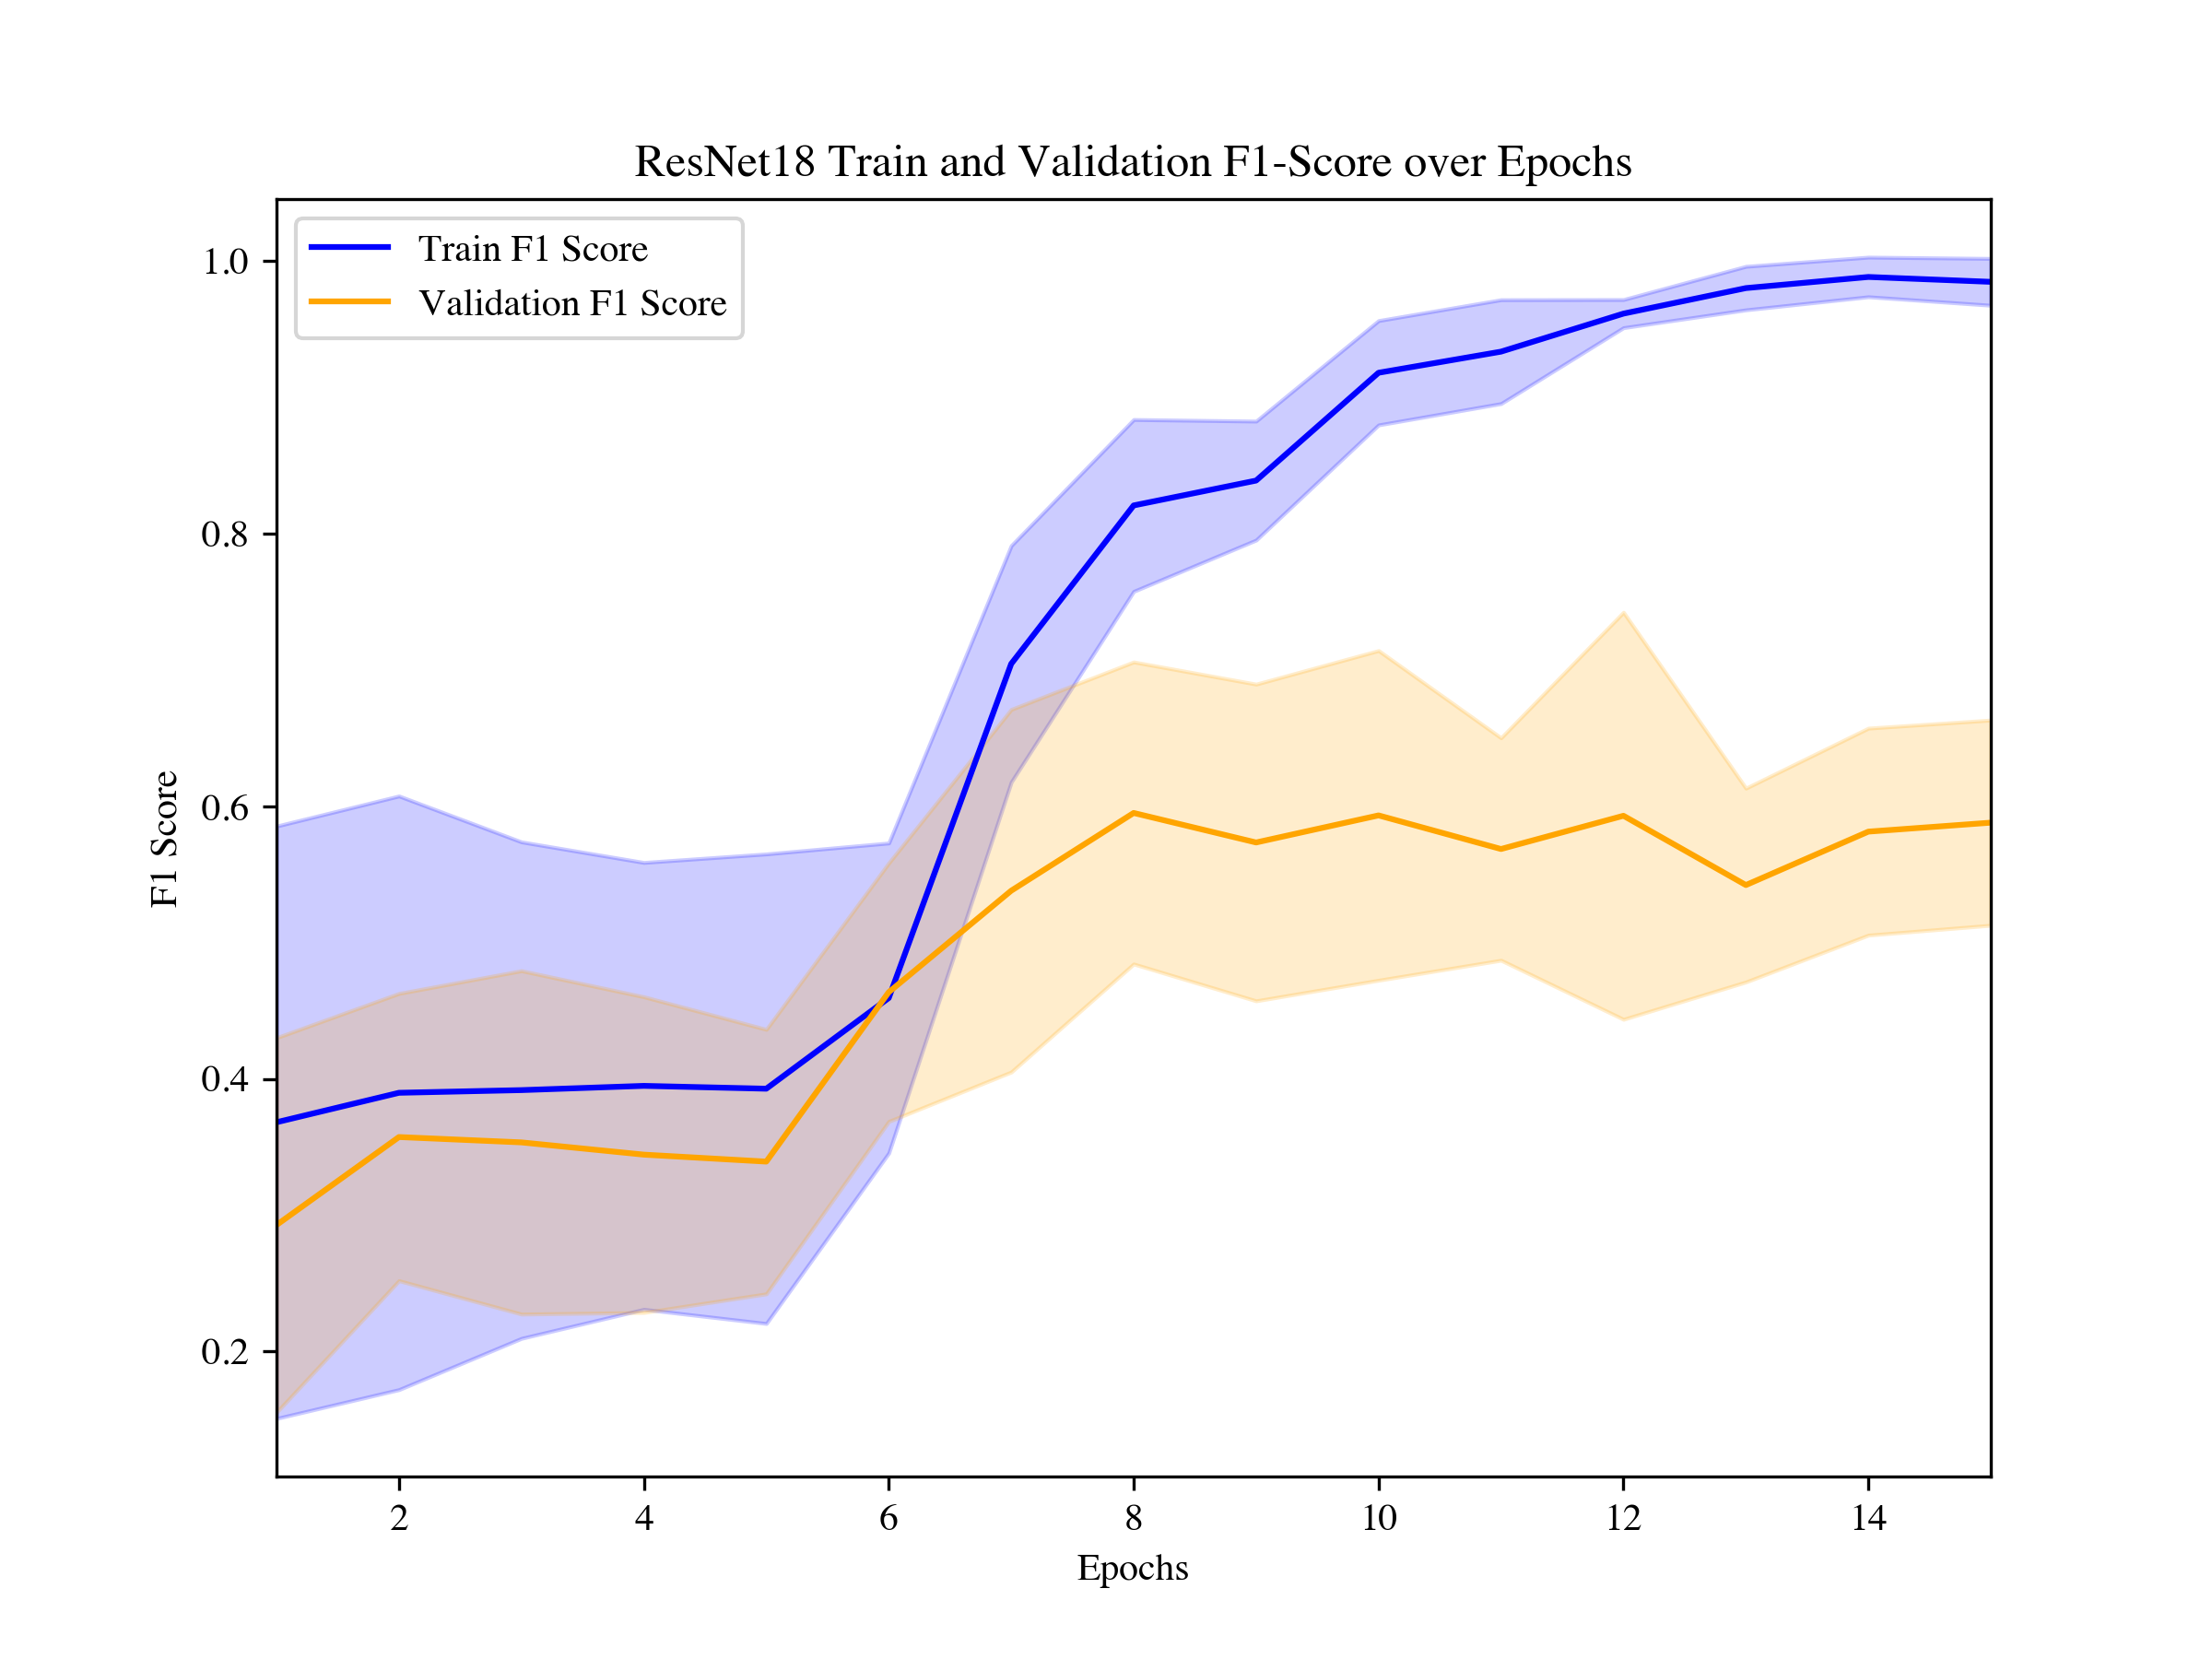 ResNet18 Train and Validation F1-Score over Epochs
Train F1 Score
Validation F1 Score
1.0
0.8
0.6
0.4
0.2
F1 Score
2 4 6 8 10 12 14
Epochs